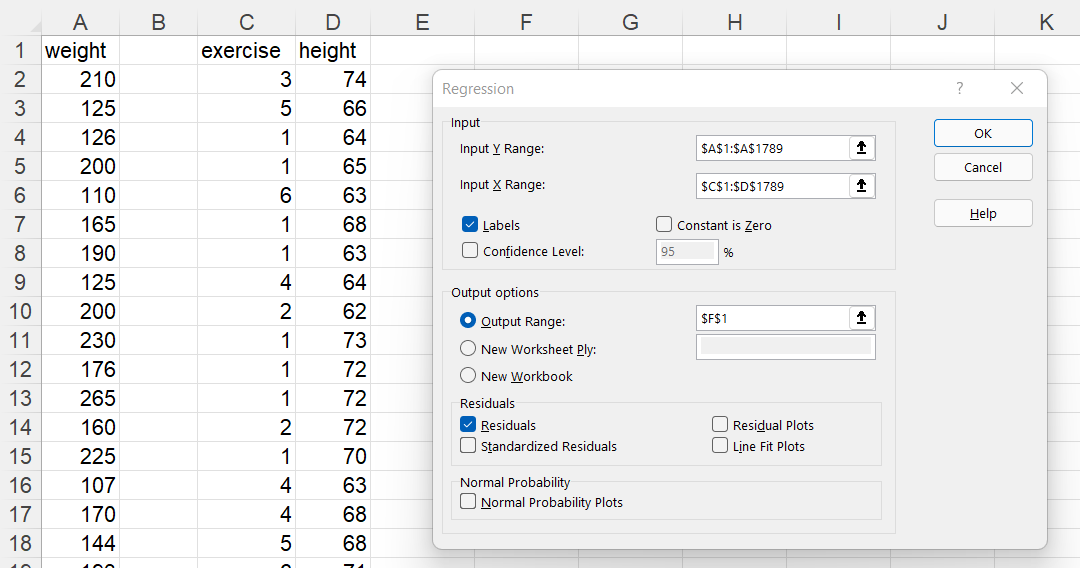 A B C D E F G H I J K
1 weight exercise height
2 210 3 74
3 125 5 66
4 126 1 64
5 200 1 65
6 110 6 63
7 165 1 68
8 190 1 63
9 125 4 64
10 200 2 62
11 230 1 73
12 176 1 72
13 265 1 72
14 160 2 72
15 225 1 70
16 107 4 63
17 170 4 68
18 144 5 68
Regression ?
Input
Input Y Range: $A$1:$A$1789
OK
Input X Range: $C$1:$D$1789
Cancel
Help
Labels Constant is Zero
Confidence Level: 95 %
Output options
Output Range: $F$1
New Worksheet Ply:
New Workbook
Residuals
Residuals Residual Plots
Standardized Residuals Line Fit Plots
Normal Probability
Normal Probability Plots